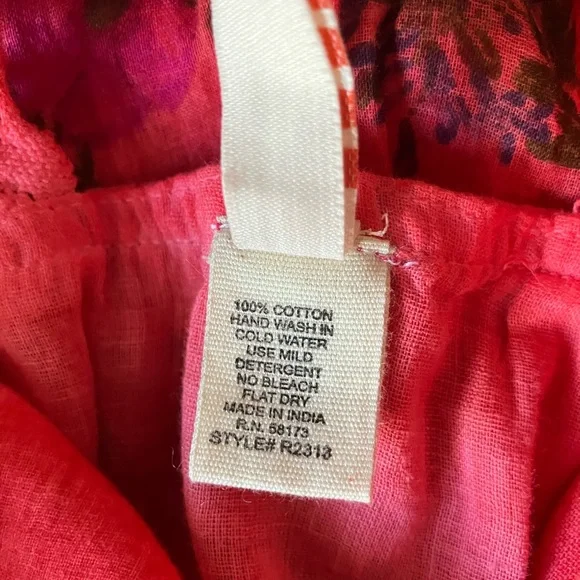 100% COTTON
HAND WASH IN
COLD WATER
USE MILD
DETERGENT
NO BLEACH
FLAT DRY
MADE IN INDIA
R.N. 58173
STYLE# R2313